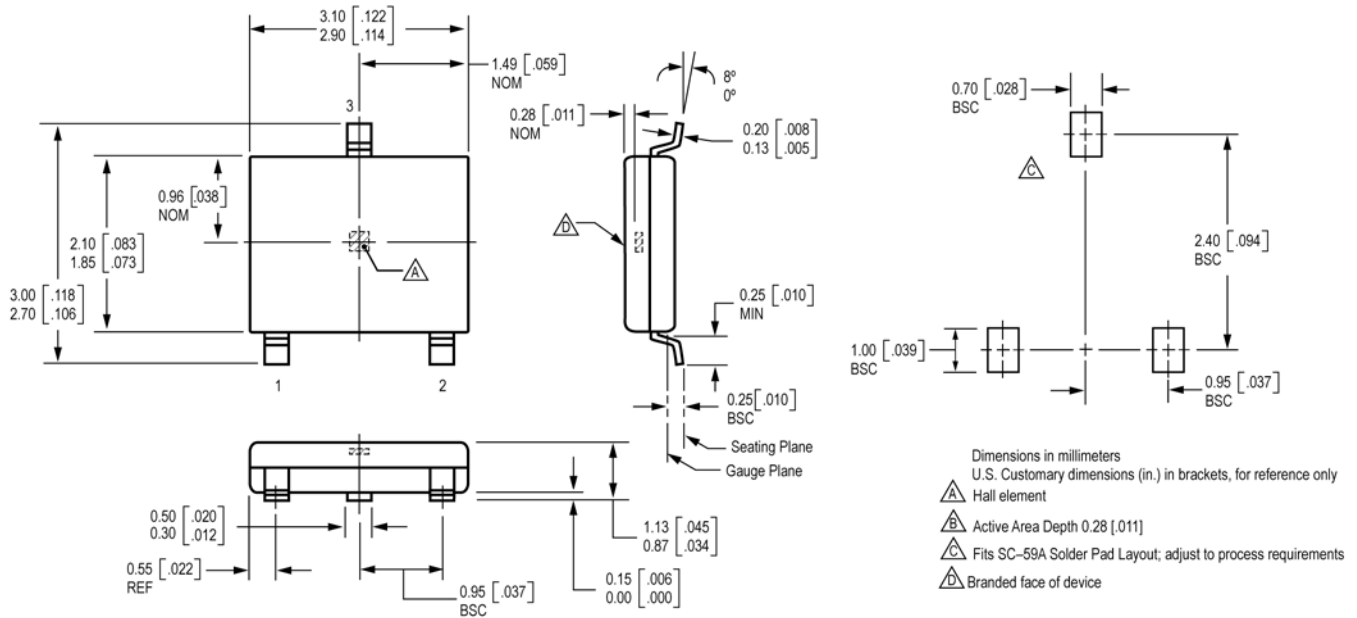 3.10 [.122
2.90 .114]
1.49 [.059]
NOM
3
0.28 [.011]
NOM
8º
0º
0.20 [.008
0.13 .005]
0.70 [.028]
BSC
C
0.96 [.038]
NOM
2.10 [.083
1.85 .073]
3.00 [.118
2.70 .106]
A
D
2.40 [.094]
BSC
0.25 [.010]
MIN
1.00 [.039]
BSC
0.95 [.037]
BSC
1
2
0.25 [.010]
BSC
Seating Plane
Gauge Plane
0.50 [.020
0.30 .012]
0.55 [.022]
REF
0.95 [.037]
BSC
1.13 [.045
0.87 .034]
0.15 [.006
0.00 .000]
Dimensions in millimeters
U.S. Customary dimensions (in.) in brackets, for reference only
A Hall element
B Active Area Depth 0.28 [.011]
C Fits SC–59A Solder Pad Layout; adjust to process requirements
D Branded face of device